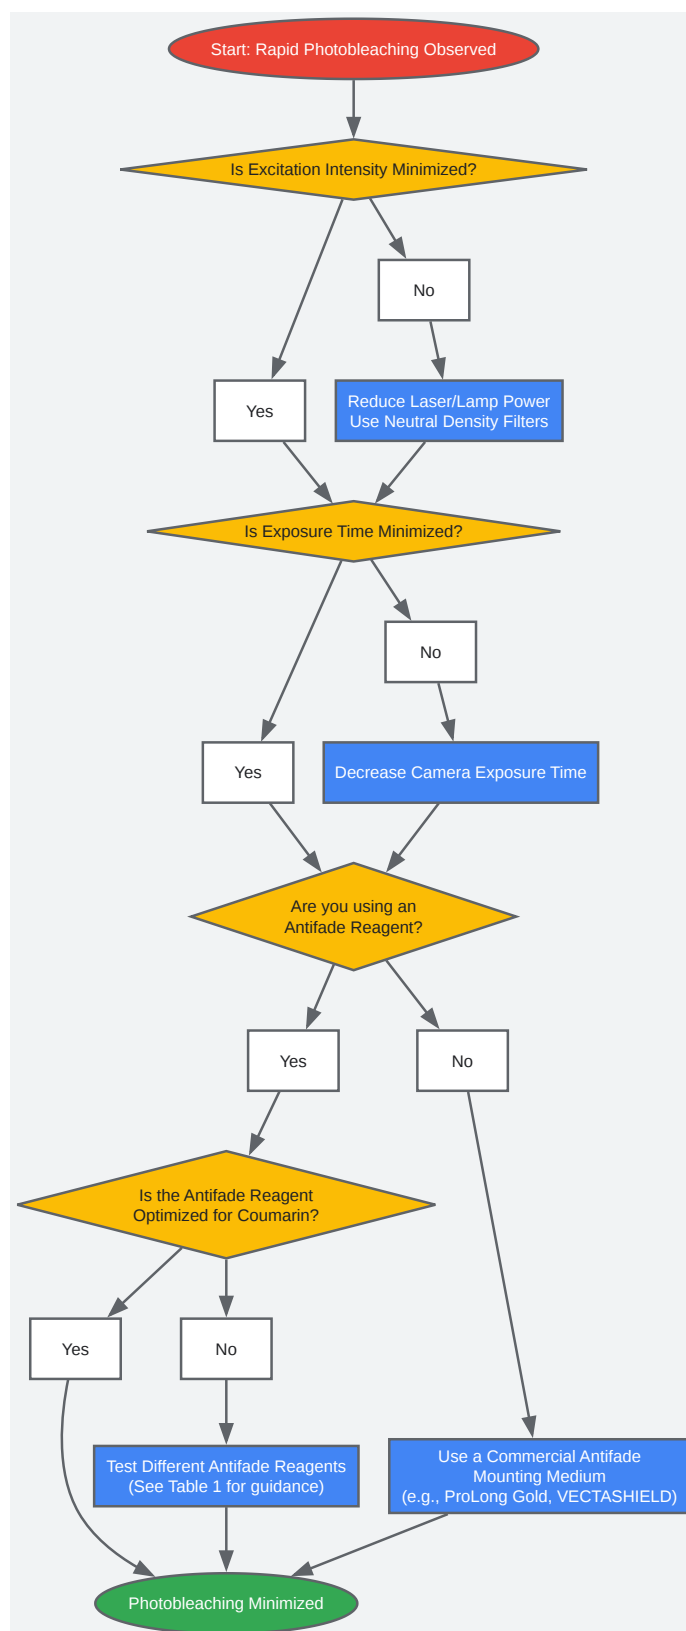 Start: Rapid Photobleaching Observed
Is Excitation Intensity Minimized?
No
Yes
Reduce Laser/Lamp Power
Use Neutral Density Filters
Is Exposure Time Minimized?
No
Yes
Decrease Camera Exposure Time
Are you using an
Antifade Reagent?
Yes
No
Is the Antifade Reagent
Optimized for Coumarin?
Yes
No
Test Different Antifade Reagents
(See Table 1 for guidance)
Use a Commercial Antifade
Mounting Medium
(e.g., ProLong Gold, VECTASHIELD)
Photobleaching Minimized